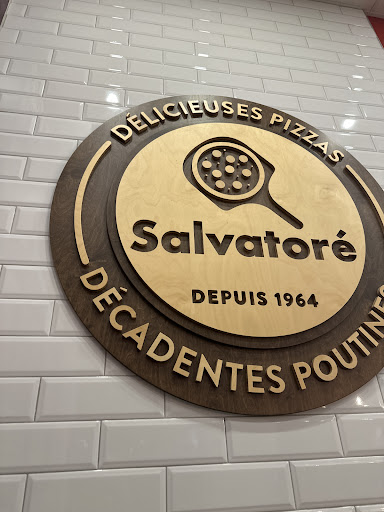 DÉLICIEUSES PIZZAS
Salvatoré
DEPUIS 1964
DÉCADENTES POUTINES